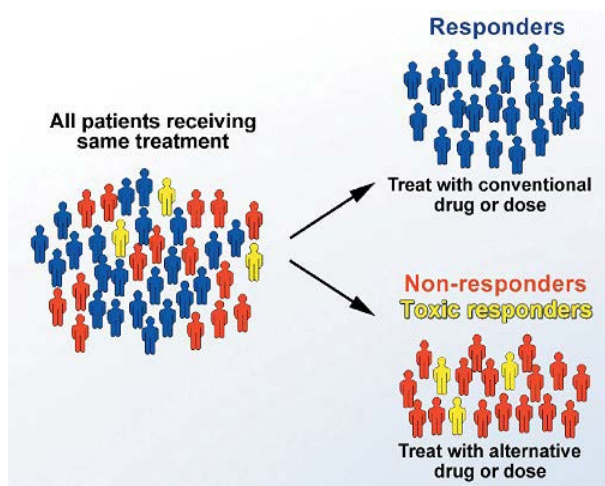 All patients receiving
same treatment
Responders
Treat with conventional
drug or dose
Non-responders
Toxic responders
Treat with alternative
drug or dose